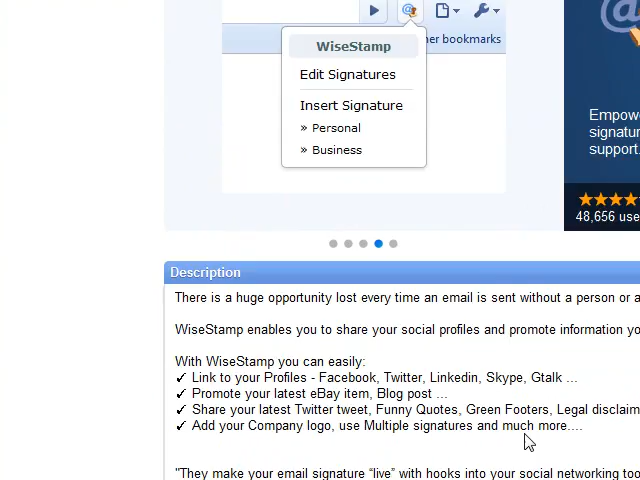 WiseStamp
her bookmarks
Edit Signatures
Insert Signature
» Personal
» Business
Empow
signatur
support.
48,656 use
Description
There is a huge opportunity lost every time an email is sent without a person or a
WiseStamp enables you to share your social profiles and promote information yo
With WiseStamp you can easily:
✓ Link to your Profiles - Facebook, Twitter, Linkedin, Skype, Gtalk ...
✓ Promote your latest eBay item, Blog post ...
✓ Share your latest Twitter tweet, Funny Quotes, Green Footers, Legal disclaim
✓ Add your Company logo, use Multiple signatures and much more....
"They make your email signature “live” with hooks into your social networking too